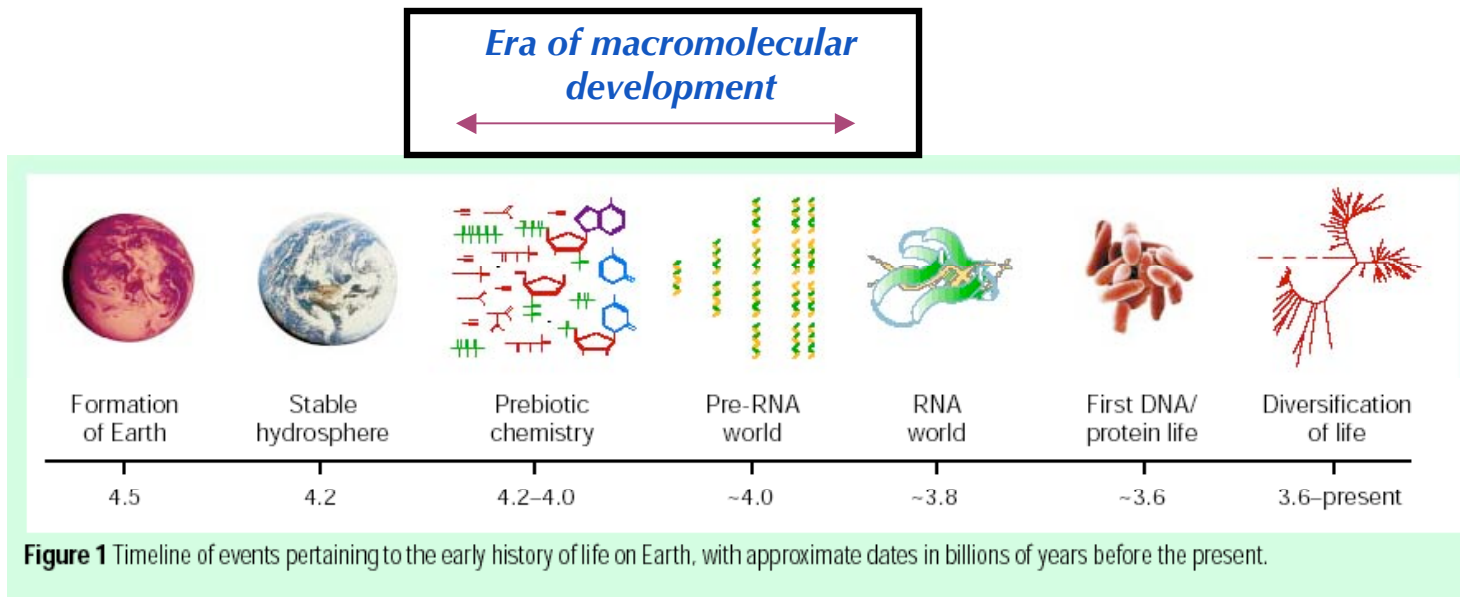 Era of macromolecular
development
Formation
of Earth
Stable
hydrosphere
Prebiotic
chemistry
Pre-RNA
world
RNA
world
First DNA/
protein life
Diversification
of life
4.5
4.2
4.2–4.0
~4.0
~3.8
~3.6
3.6–present
Figure 1 Timeline of events pertaining to the early history of life on Earth, with approximate dates in billions of years before the present.